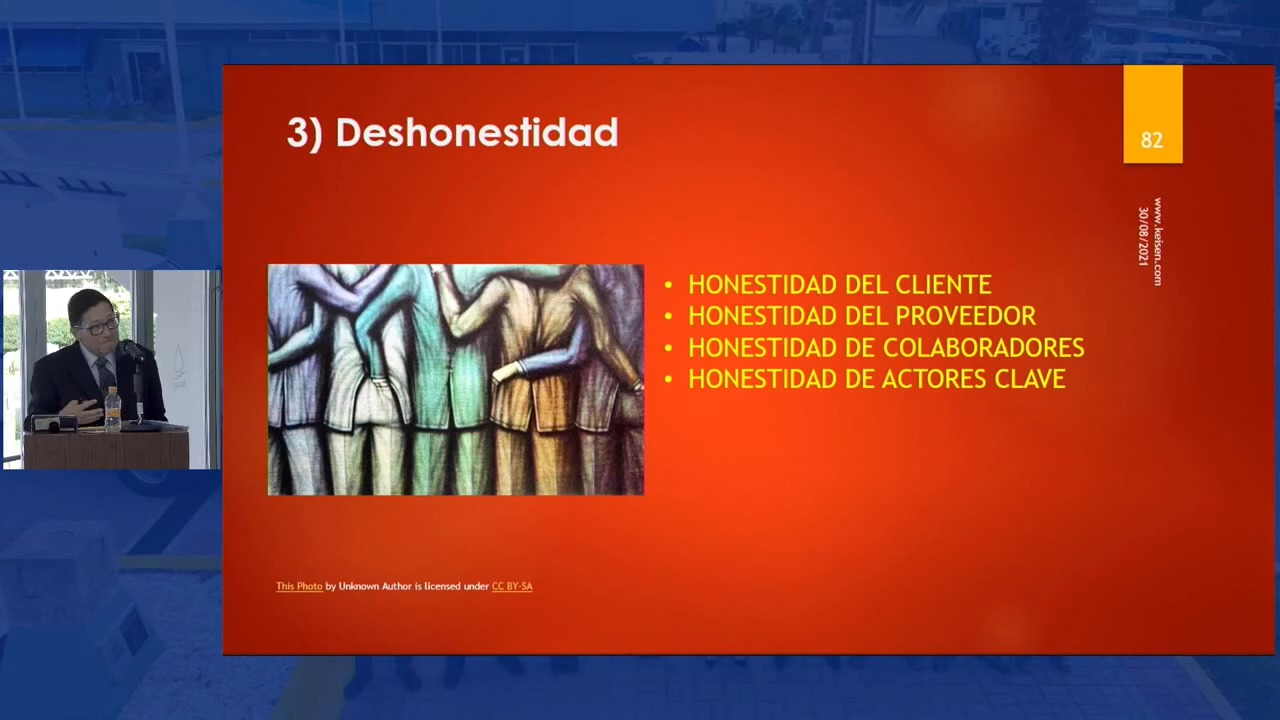 3) Deshonestidad
82
www.keisen.com
30/08/2021
• HONESTIDAD DEL CLIENTE
• HONESTIDAD DEL PROVEEDOR
• HONESTIDAD DE COLABORADORES
• HONESTIDAD DE ACTORES CLAVE
This Photo by Unknown Author is licensed under CC BY-SA